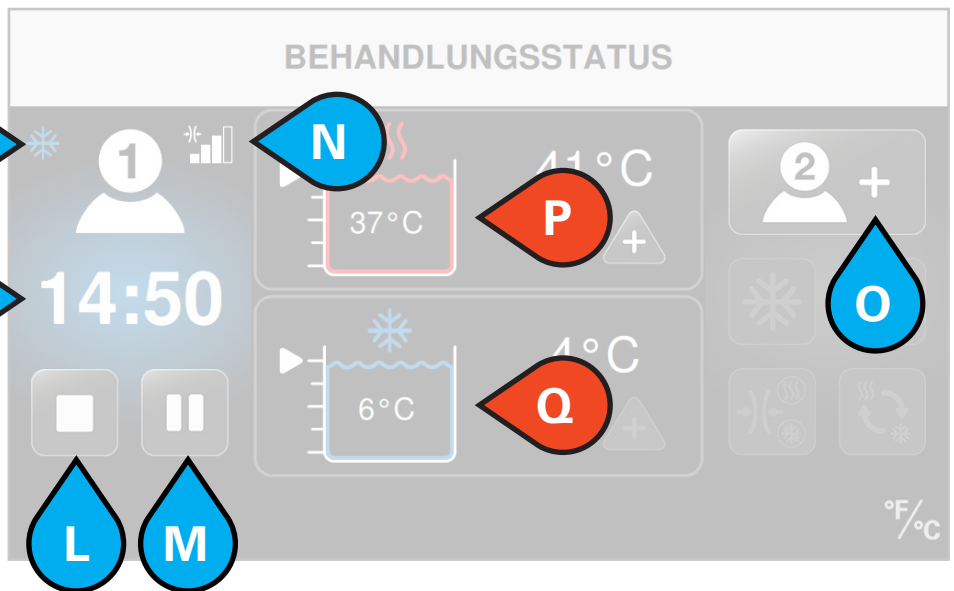 BEHANDLUNGSSTATUS
1
N
41°C
2
+
37°C
P
+
14:50
O
4°C
6°C
Q
+
L
M
°F/°C